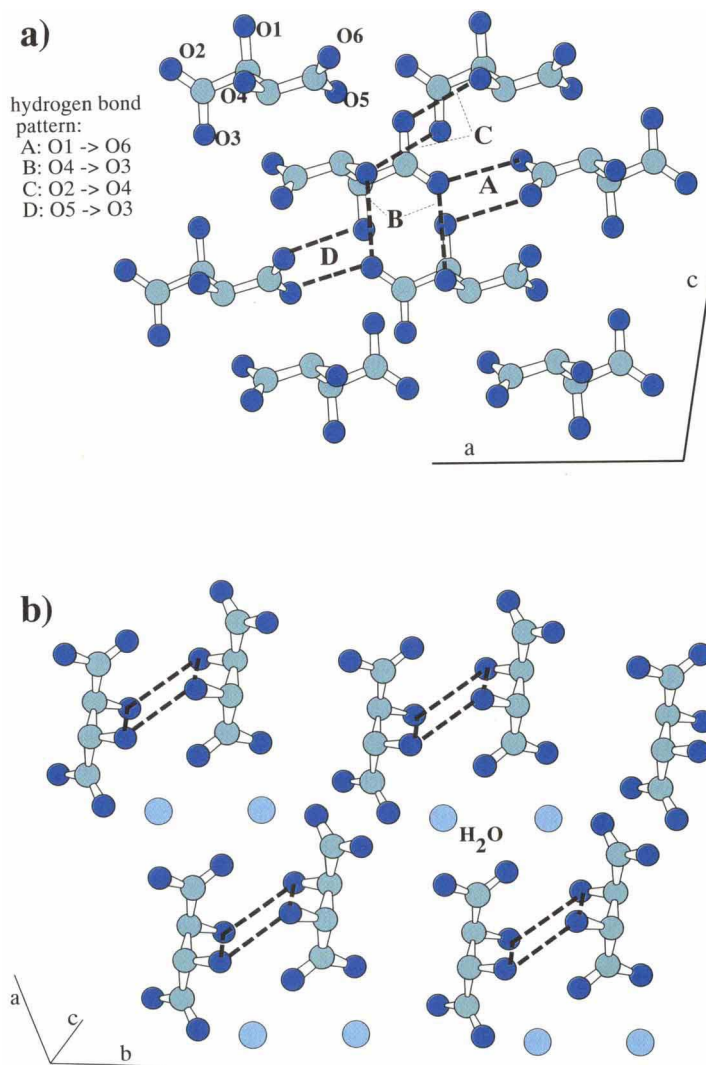 a)
O1
O2
O6
O4
O5
O3
hydrogen bond
pattern:
A: O1 -> O6
B: O4 -> O3
C: O2 -> O4
D: O5 -> O3
C
A
B
D
c
a
b)
H2O
a
c
b